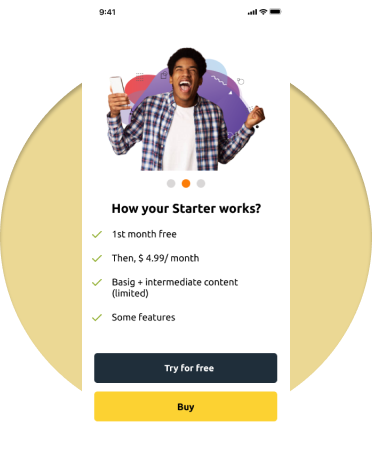 9:41
How your Starter works?
1st month free
Then, $ 4.99/ month
Basig + intermediate content
(limited)
Some features
Try for free
Buy